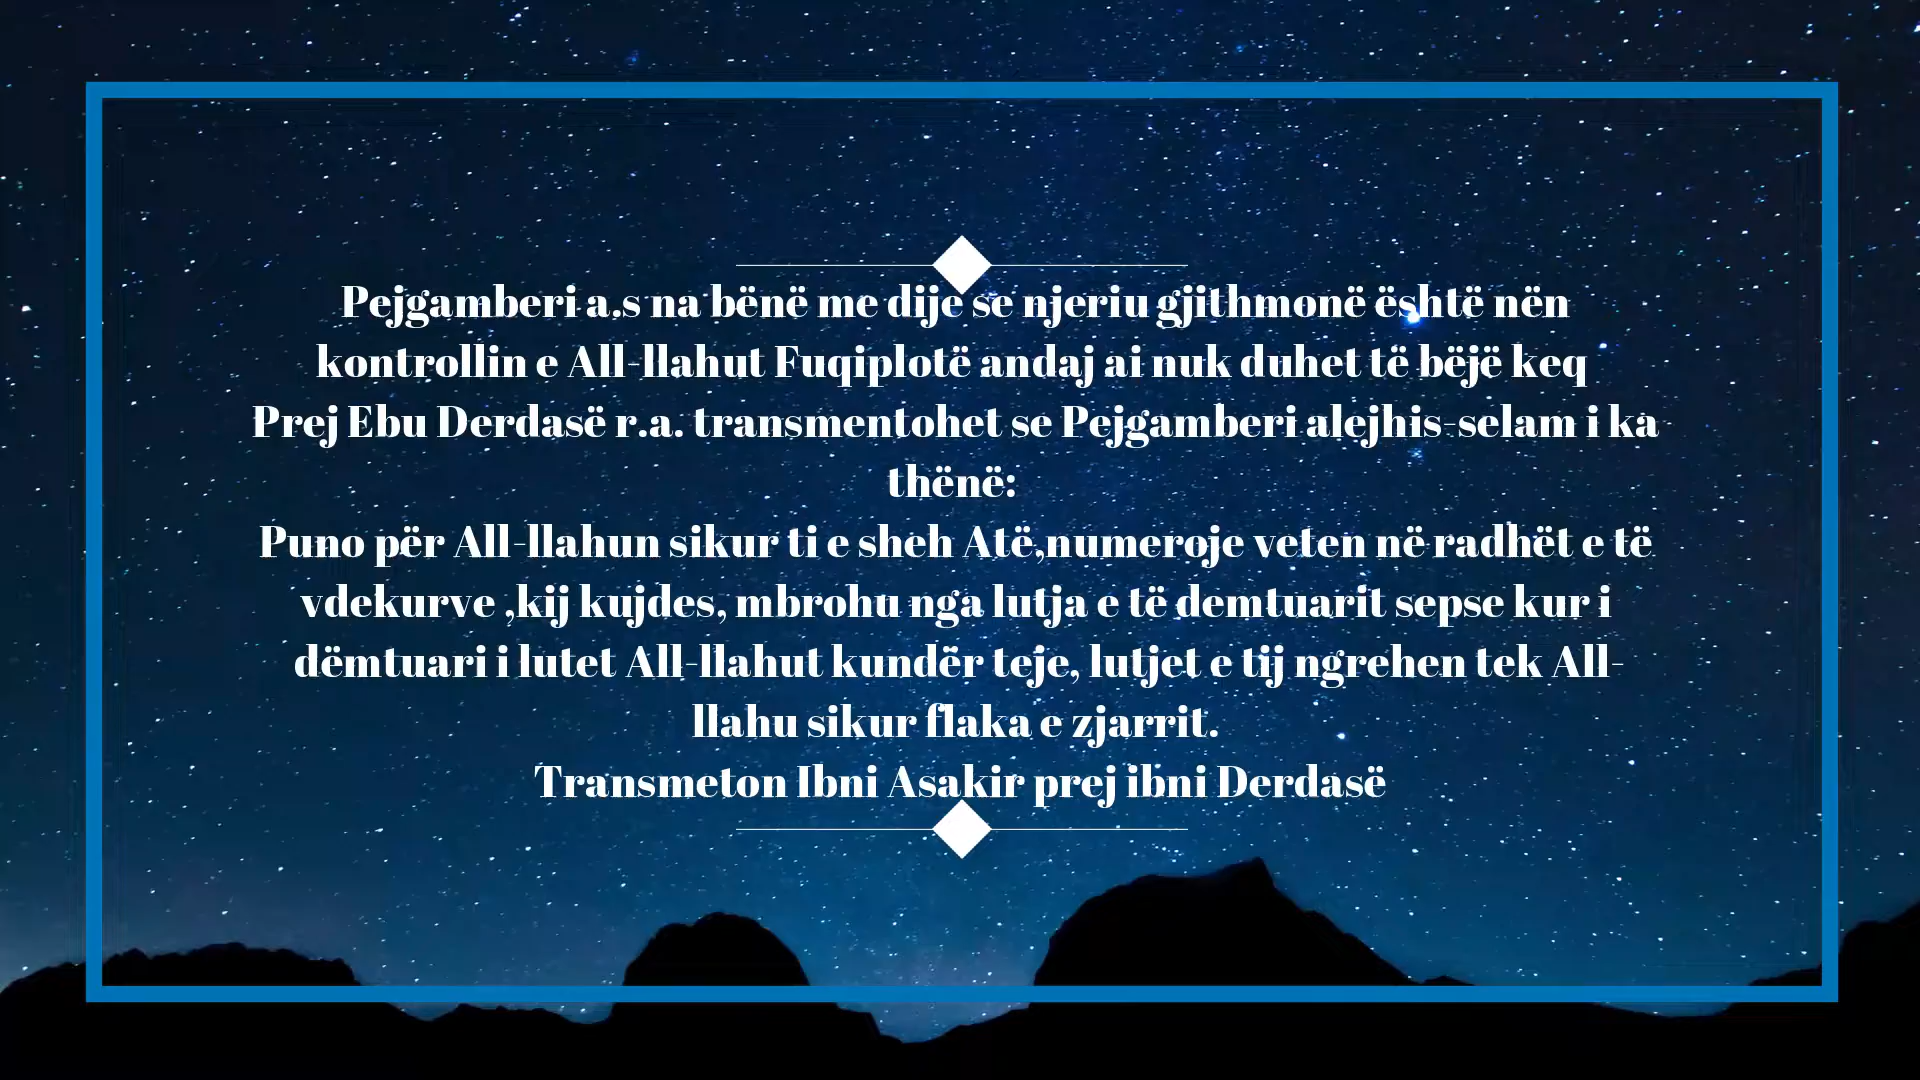 Pejgamberi a.s na bënë me dije se njeriu gjithmonë është nën
kontrollin e All-llahut Fuqiplotë andaj ai nuk duhet të bëjë keq
Prej Ebu Derdasë r.a. transmentohet se Pejgamberi alejhis-selam i ka
thënë:
Puno për All-llahun sikur ti e sheh Atë,numeroje veten në radhët e të
vdekurve ,kij kujdes, mbrohu nga lutja e të demtuarit sepse kur i
dëmtuari i lutet All-llahut kundër teje, lutjet e tij ngrehen tek All-
llahu sikur flaka e zjarrit.
Transmeton Ibni Asakir prej ibni Derdasë